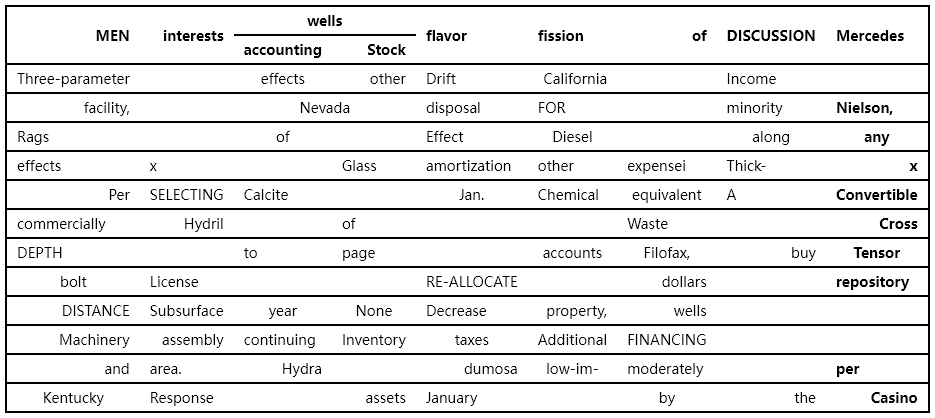 MEN interests wells flavor fission of DISCUSSION Mercedes
accounting Stock
Three-parameter effects other Drift California Income
facility, Nevada disposal FOR minority Nielson,
Rags of Effect Diesel along any
effects x Glass amortization other expensei Thick- x
Per SELECTING Calcite Jan. Chemical equivalent A Convertible
commercially Hydril of Waste Cross
DEPTH to page accounts Filofax, buy Tensor
bolt License RE-ALLOCATE dollars repository
DISTANCE Subsurface year None Decrease property, wells
Machinery assembly continuing Inventory taxes Additional FINANCING
and area. Hydra dumosa low-im- moderately per
Kentucky Response assets January by the Casino